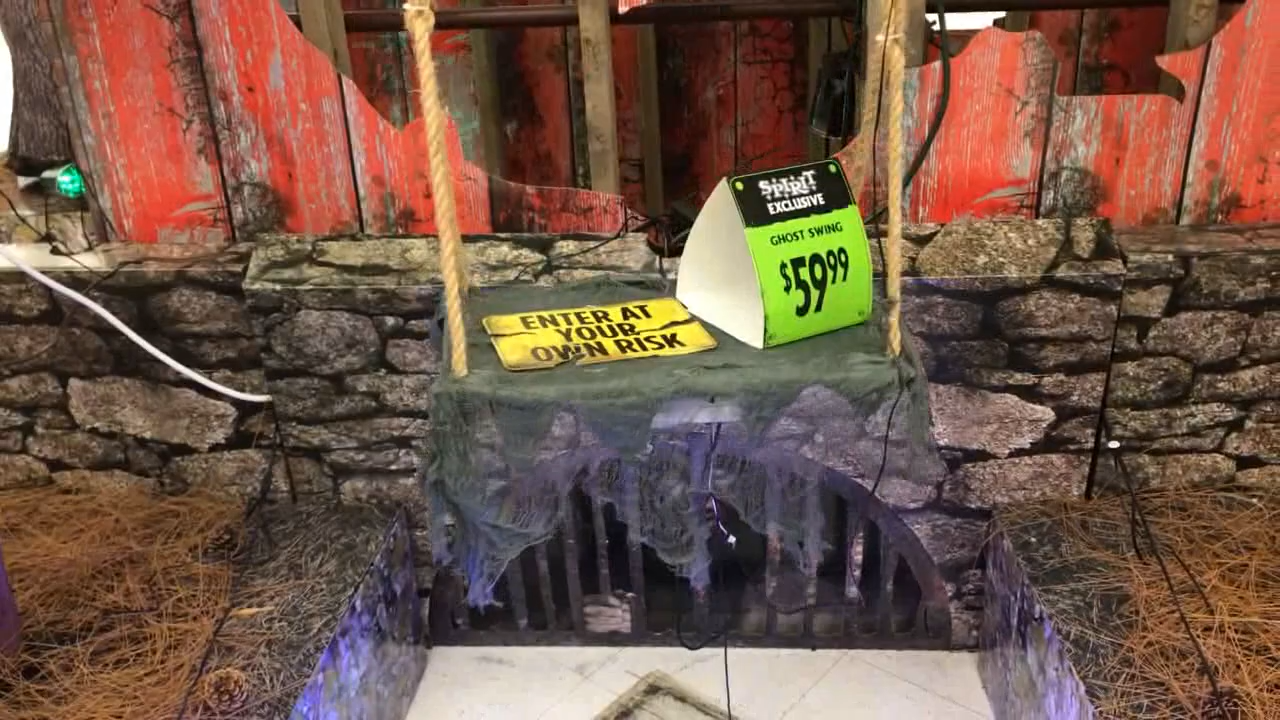 SPIRIT
EXCLUSIVE
GHOST SWING
$59.99
ENTER AT
YOUR
OWN RISK